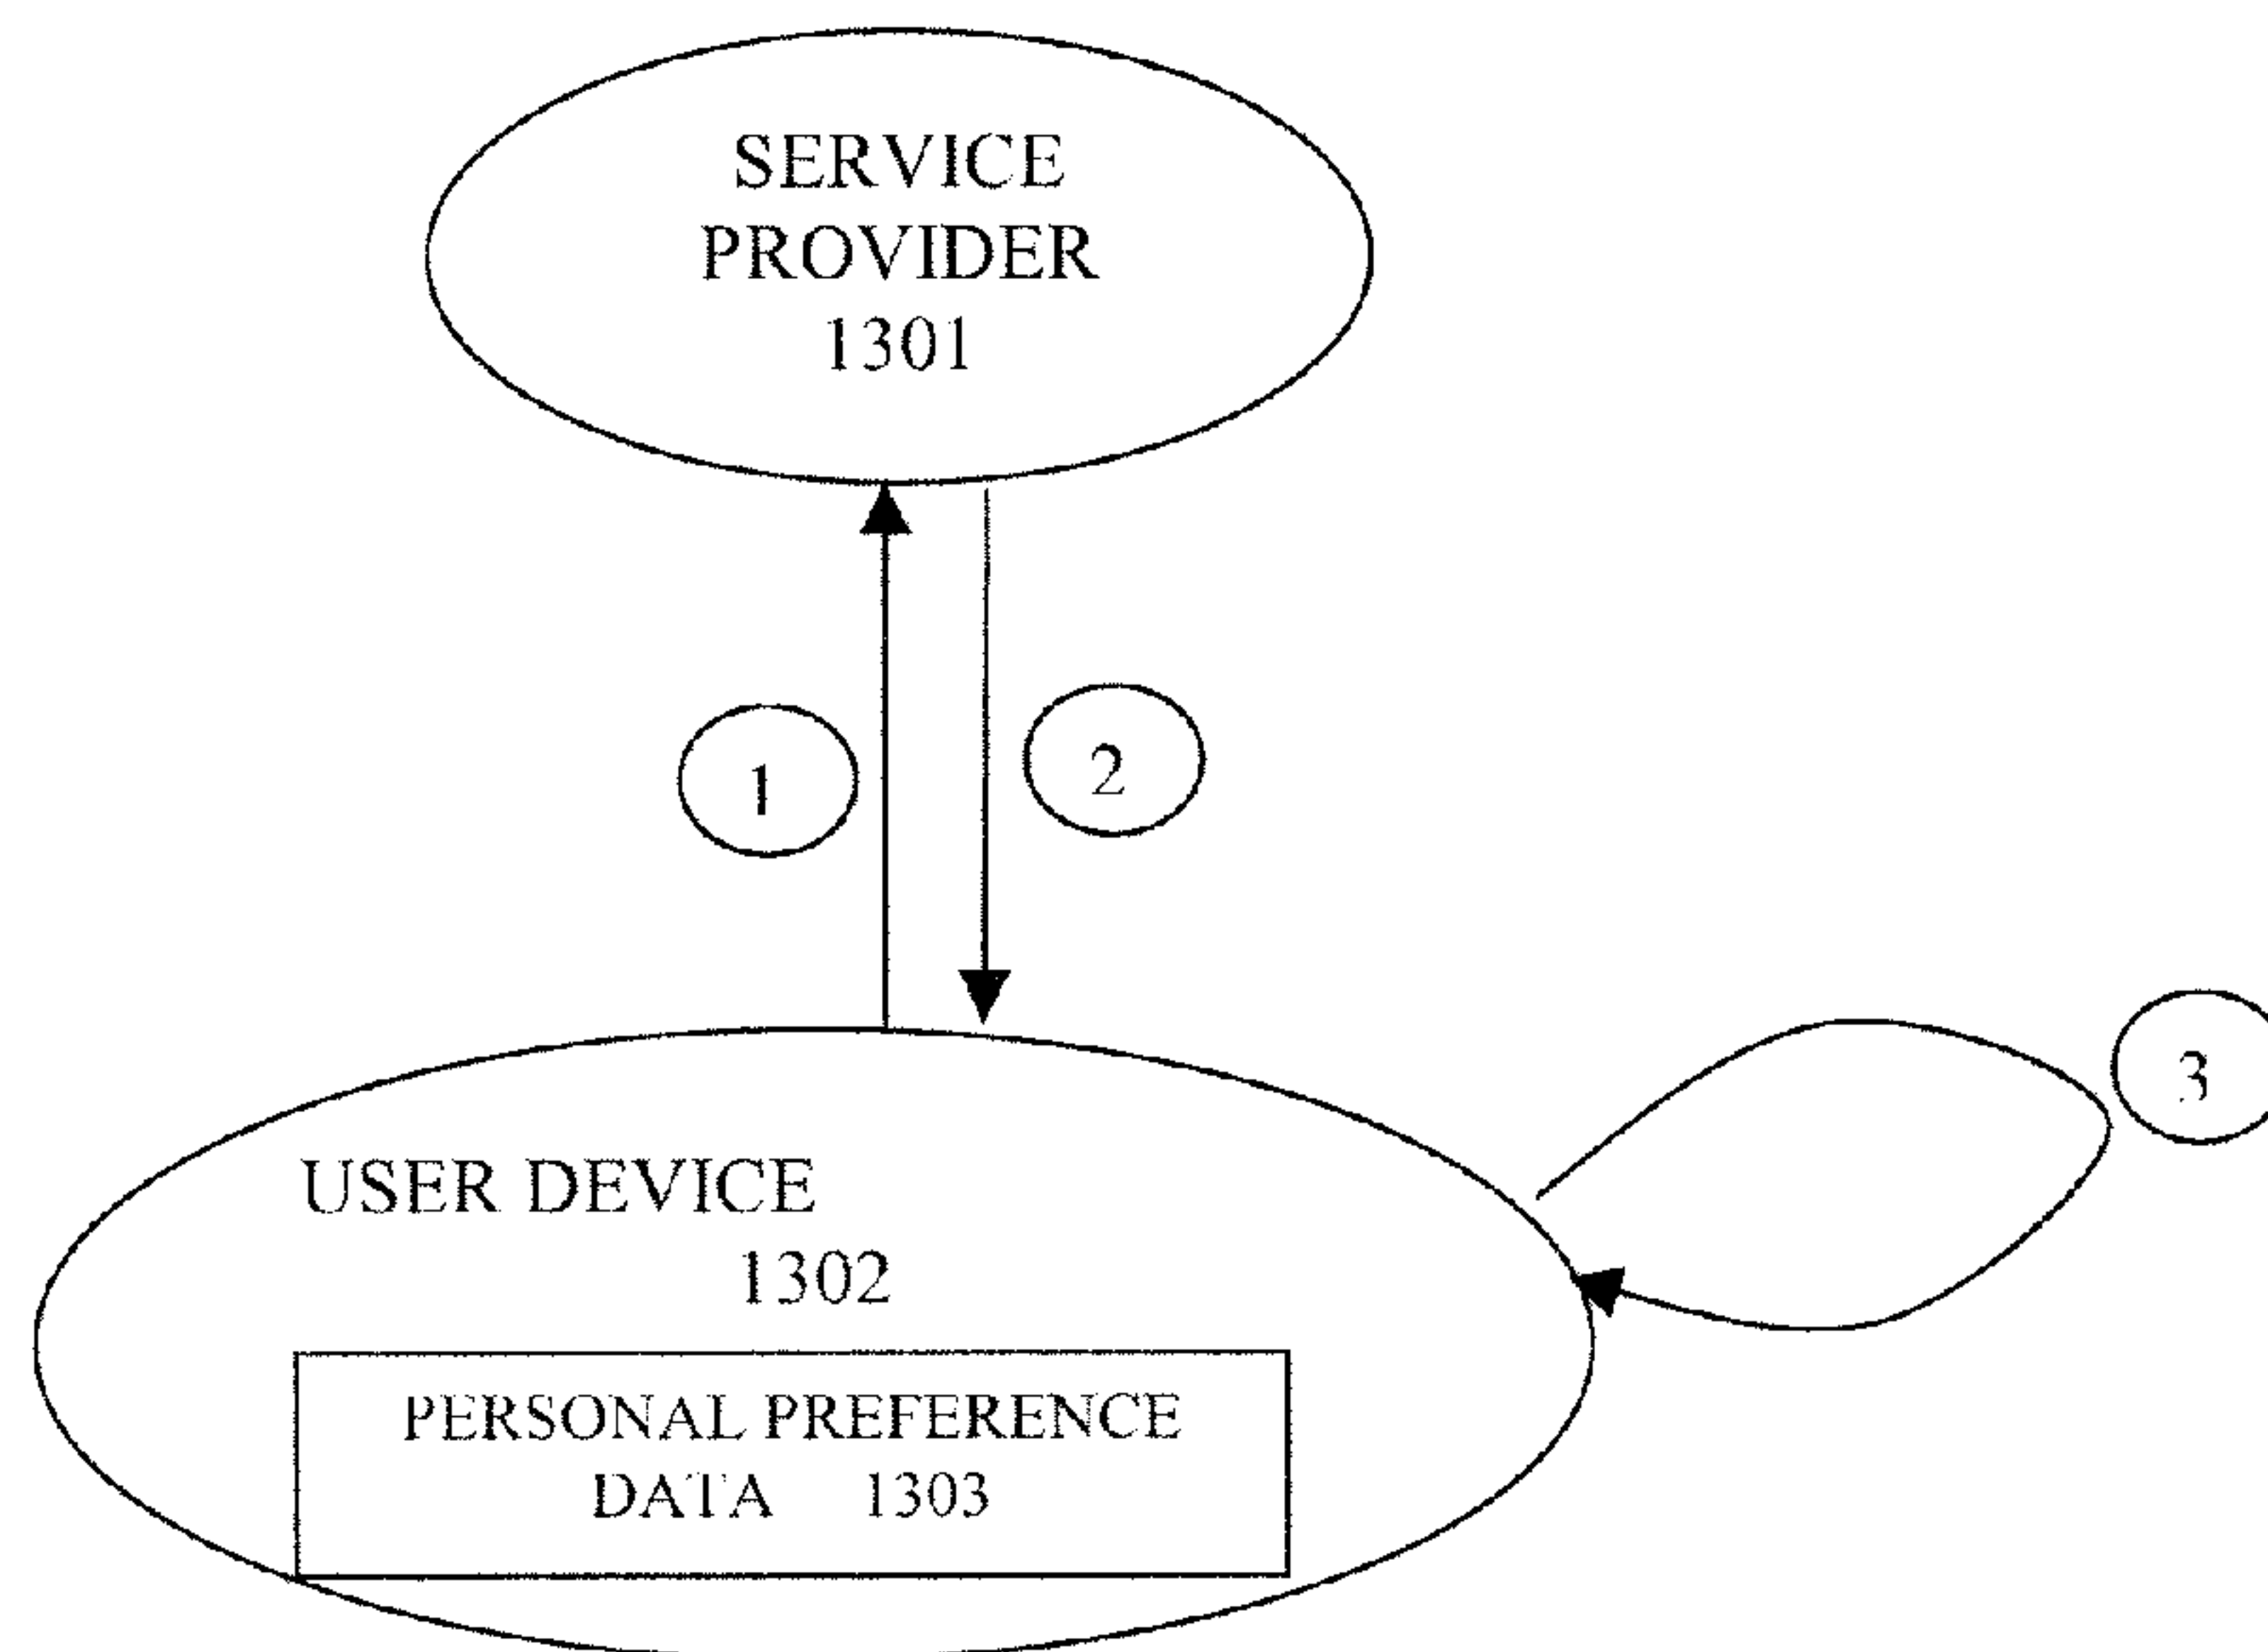 SERVICE
PROVIDER
1301
1
2
3
USER DEVICE
1302
PERSONAL PREFERENCE
DATA 1303